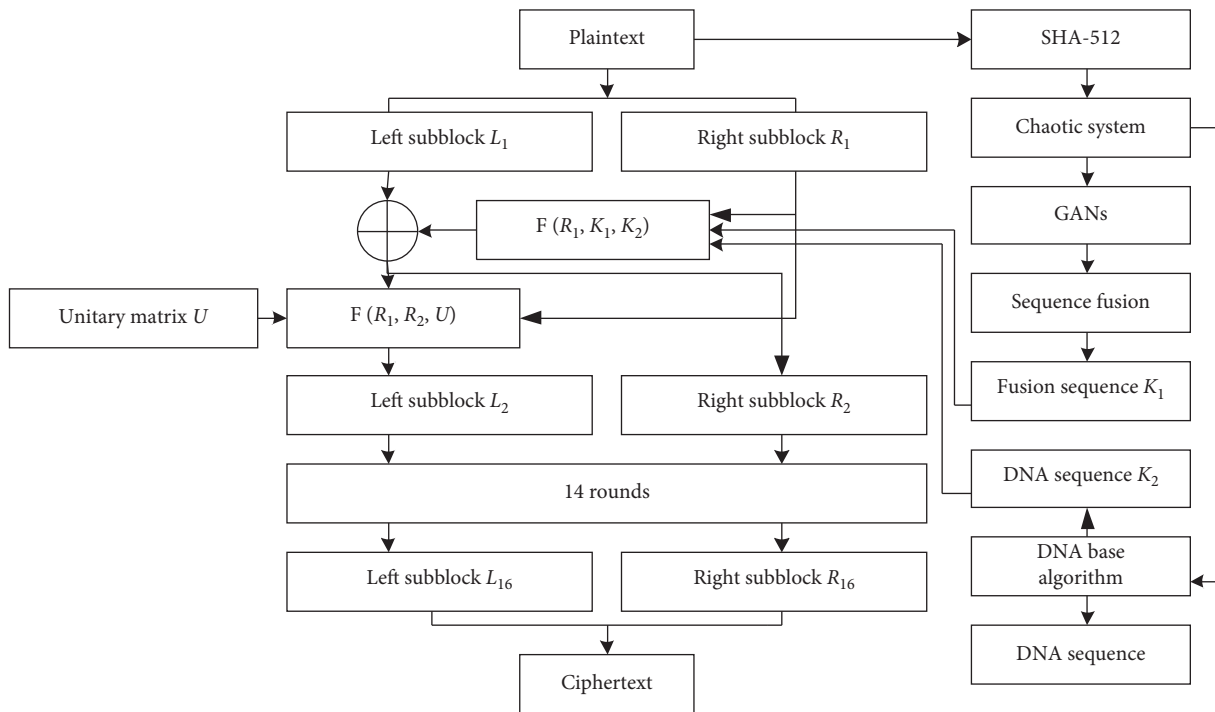 Plaintext
SHA-512
Left subblock L₁
Right subblock R₁
Chaotic system
F (R₁, K₁, K₂)
GANs
Unitary matrix U
F (R₁, R₂, U)
Sequence fusion
Left subblock L₂
Right subblock R₂
Fusion sequence K₁
14 rounds
DNA sequence K₂
Left subblock L₁₆
Right subblock R₁₆
DNA base
algorithm
Ciphertext
DNA sequence